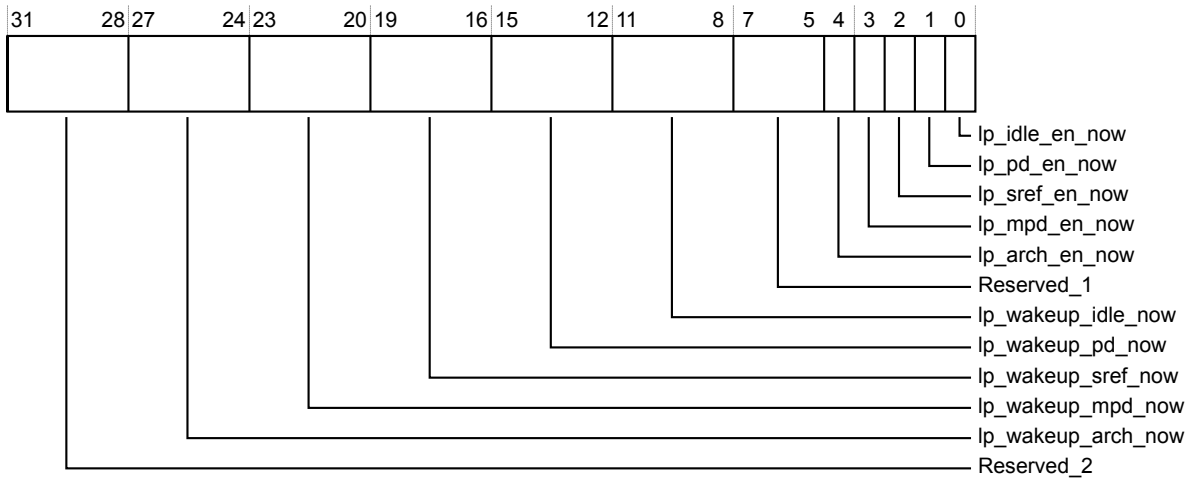 31 28 27 24 23 20 19 16 15 12 11 8 7 5 4 3 2 1 0
lp_idle_en_now
lp_pd_en_now
lp_sref_en_now
lp_mpd_en_now
lp_arch_en_now
Reserved_1
lp_wakeup_idle_now
lp_wakeup_pd_now
lp_wakeup_sref_now
lp_wakeup_mpd_now
lp_wakeup_arch_now
Reserved_2